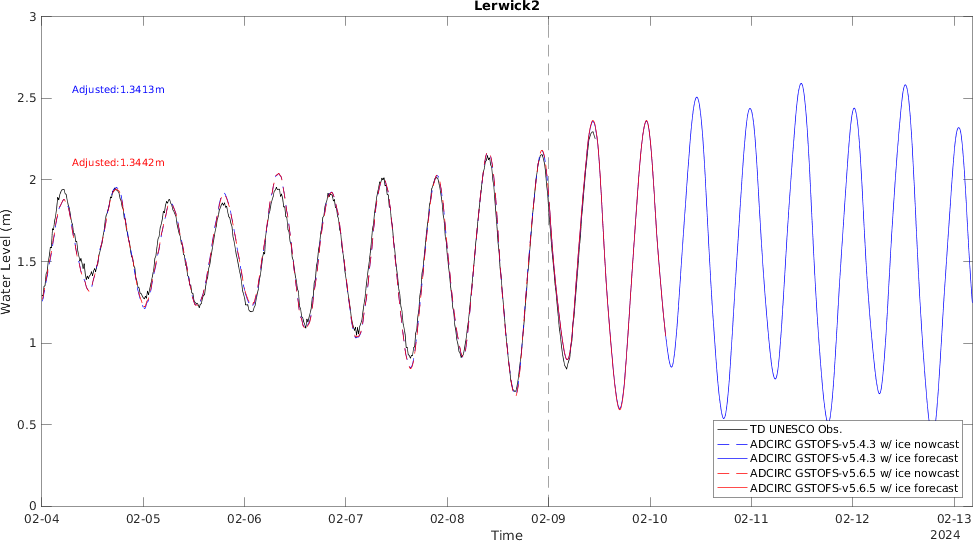 Lerwick2
3
2.5
2
1.5
1
0.5
0
Water Level (m)
Adjusted:1.3413m
Adjusted:1.3442m
TD UNESCO Obs.
ADCIRC GSTOFS-v5.4.3 w/ ice nowcast
ADCIRC GSTOFS-v5.4.3 w/ ice forecast
ADCIRC GSTOFS-v5.6.5 w/ ice nowcast
ADCIRC GSTOFS-v5.6.5 w/ ice forecast
02-04 02-05 02-06 02-07 02-08 02-09 02-10 02-11 02-12 02-13
Time
2024